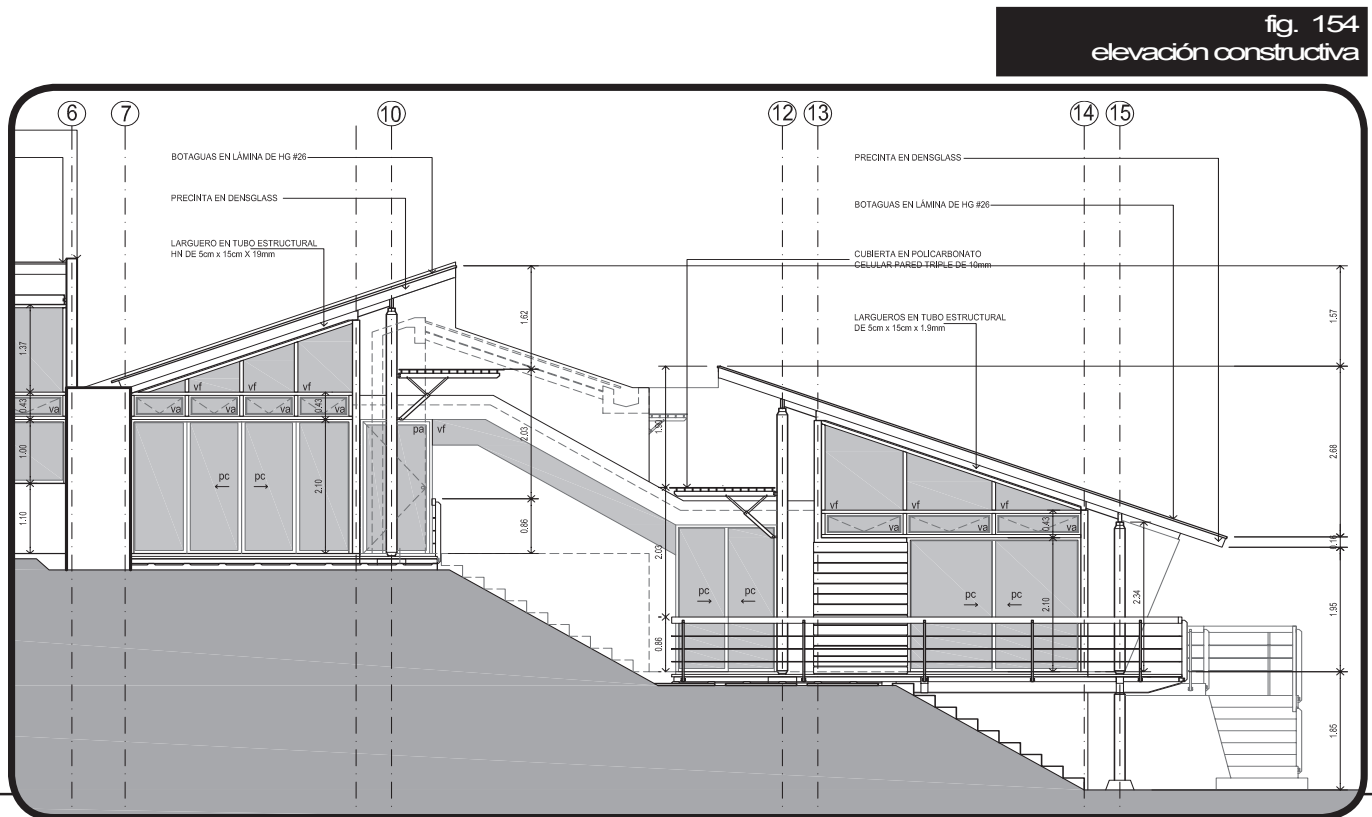 fig. 154
elevación constructiva
6
7
10
12
13
14
15
BOTAGUAS EN LÁMINA DE HG #26
PRECINTA EN DENSGLASS
LARGUERO EN TUBO ESTRUCTURAL
HN DE 5cm x 15cm X 19mm
PRECINTA EN DENSGLASS
BOTAGUAS EN LÁMINA DE HG #26
CUBIERTA EN POLICARBONATO
CELULAR PARED TRIPLE DE 10mm
LARGUEROS EN TUBO ESTRUCTURAL
DE 5cm x 15cm x 1.9mm
1.37
0.43
1.00
1.10
va
vf
vf
vf
va
va
va
va
0.43
pc
pc
2.10
pa
vf
1.62
2.03
0.86
1.90
2.03
0.86
pc
pc
vf
vf
vf
va
va
va
0.43
pc
pc
2.10
2.34
1.57
2.68
0.16
1.95
1.85